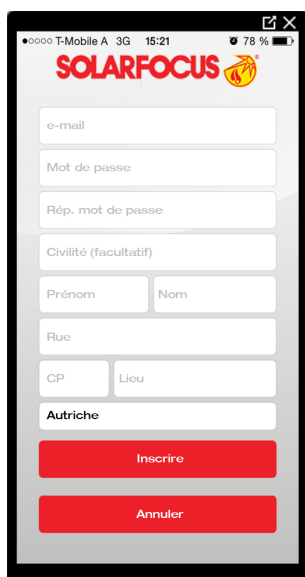 T-Mobile A 3G 15:21 78 %
SOLARFOCUS
e-mail
Mot de passe
Rép. mot de passe
Civilité (facultatif)
Prénom Nom
Rue
CP Lieu
Autriche
Inscrire
Annuler